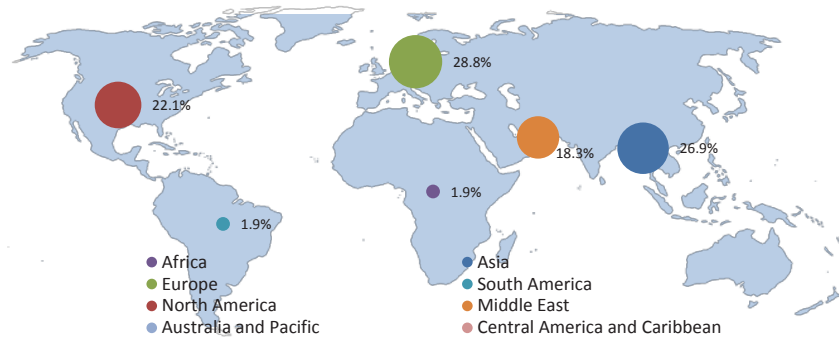 28.8%
22.1%
18.3%
26.9%
1.9%
1.9%
Africa
Europe
North America
Australia and Pacific
Asia
South America
Middle East
Central America and Caribbean